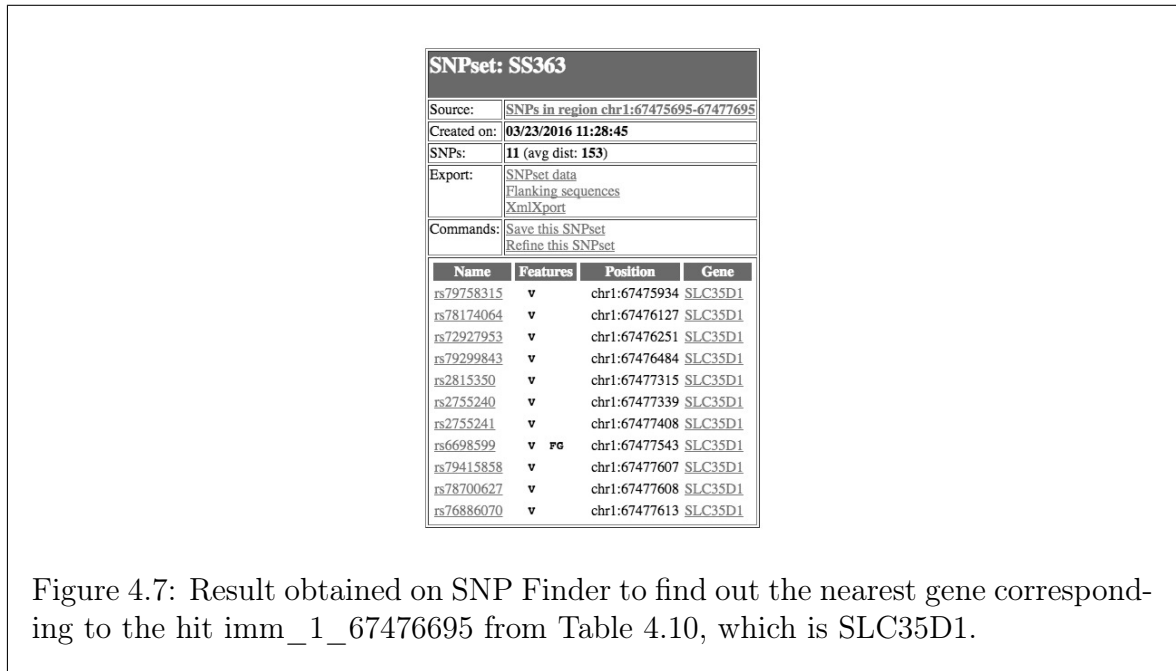 SNPset: SS363
Source: SNPs in region chr1:67475695-67477695
Created on: 03/23/2016 11:28:45
SNPs: 11 (avg dist: 153)
Export: SNPset data
Flanking sequences
XmlXport
Commands: Save this SNPset
Refine this SNPset
Name Features Position Gene
rs79758315 V chr1:67475934 SLC35D1
rs78174064 V chr1:67476127 SLC35D1
rs72927953 V chr1:67476251 SLC35D1
rs79299843 V chr1:67476484 SLC35D1
rs2815350 V chr1:67477315 SLC35D1
rs2755240 V chr1:67477339 SLC35D1
rs2755241 V chr1:67477408 SLC35D1
rs6698599 V FG chr1:67477543 SLC35D1
rs79415858 V chr1:67477607 SLC35D1
rs78700627 V chr1:67477608 SLC35D1
rs76886070 V chr1:67477613 SLC35D1
Figure 4.7: Result obtained on SNP Finder to find out the nearest gene correspond-
ing to the hit imm_1_67476695 from Table 4.10, which is SLC35D1.